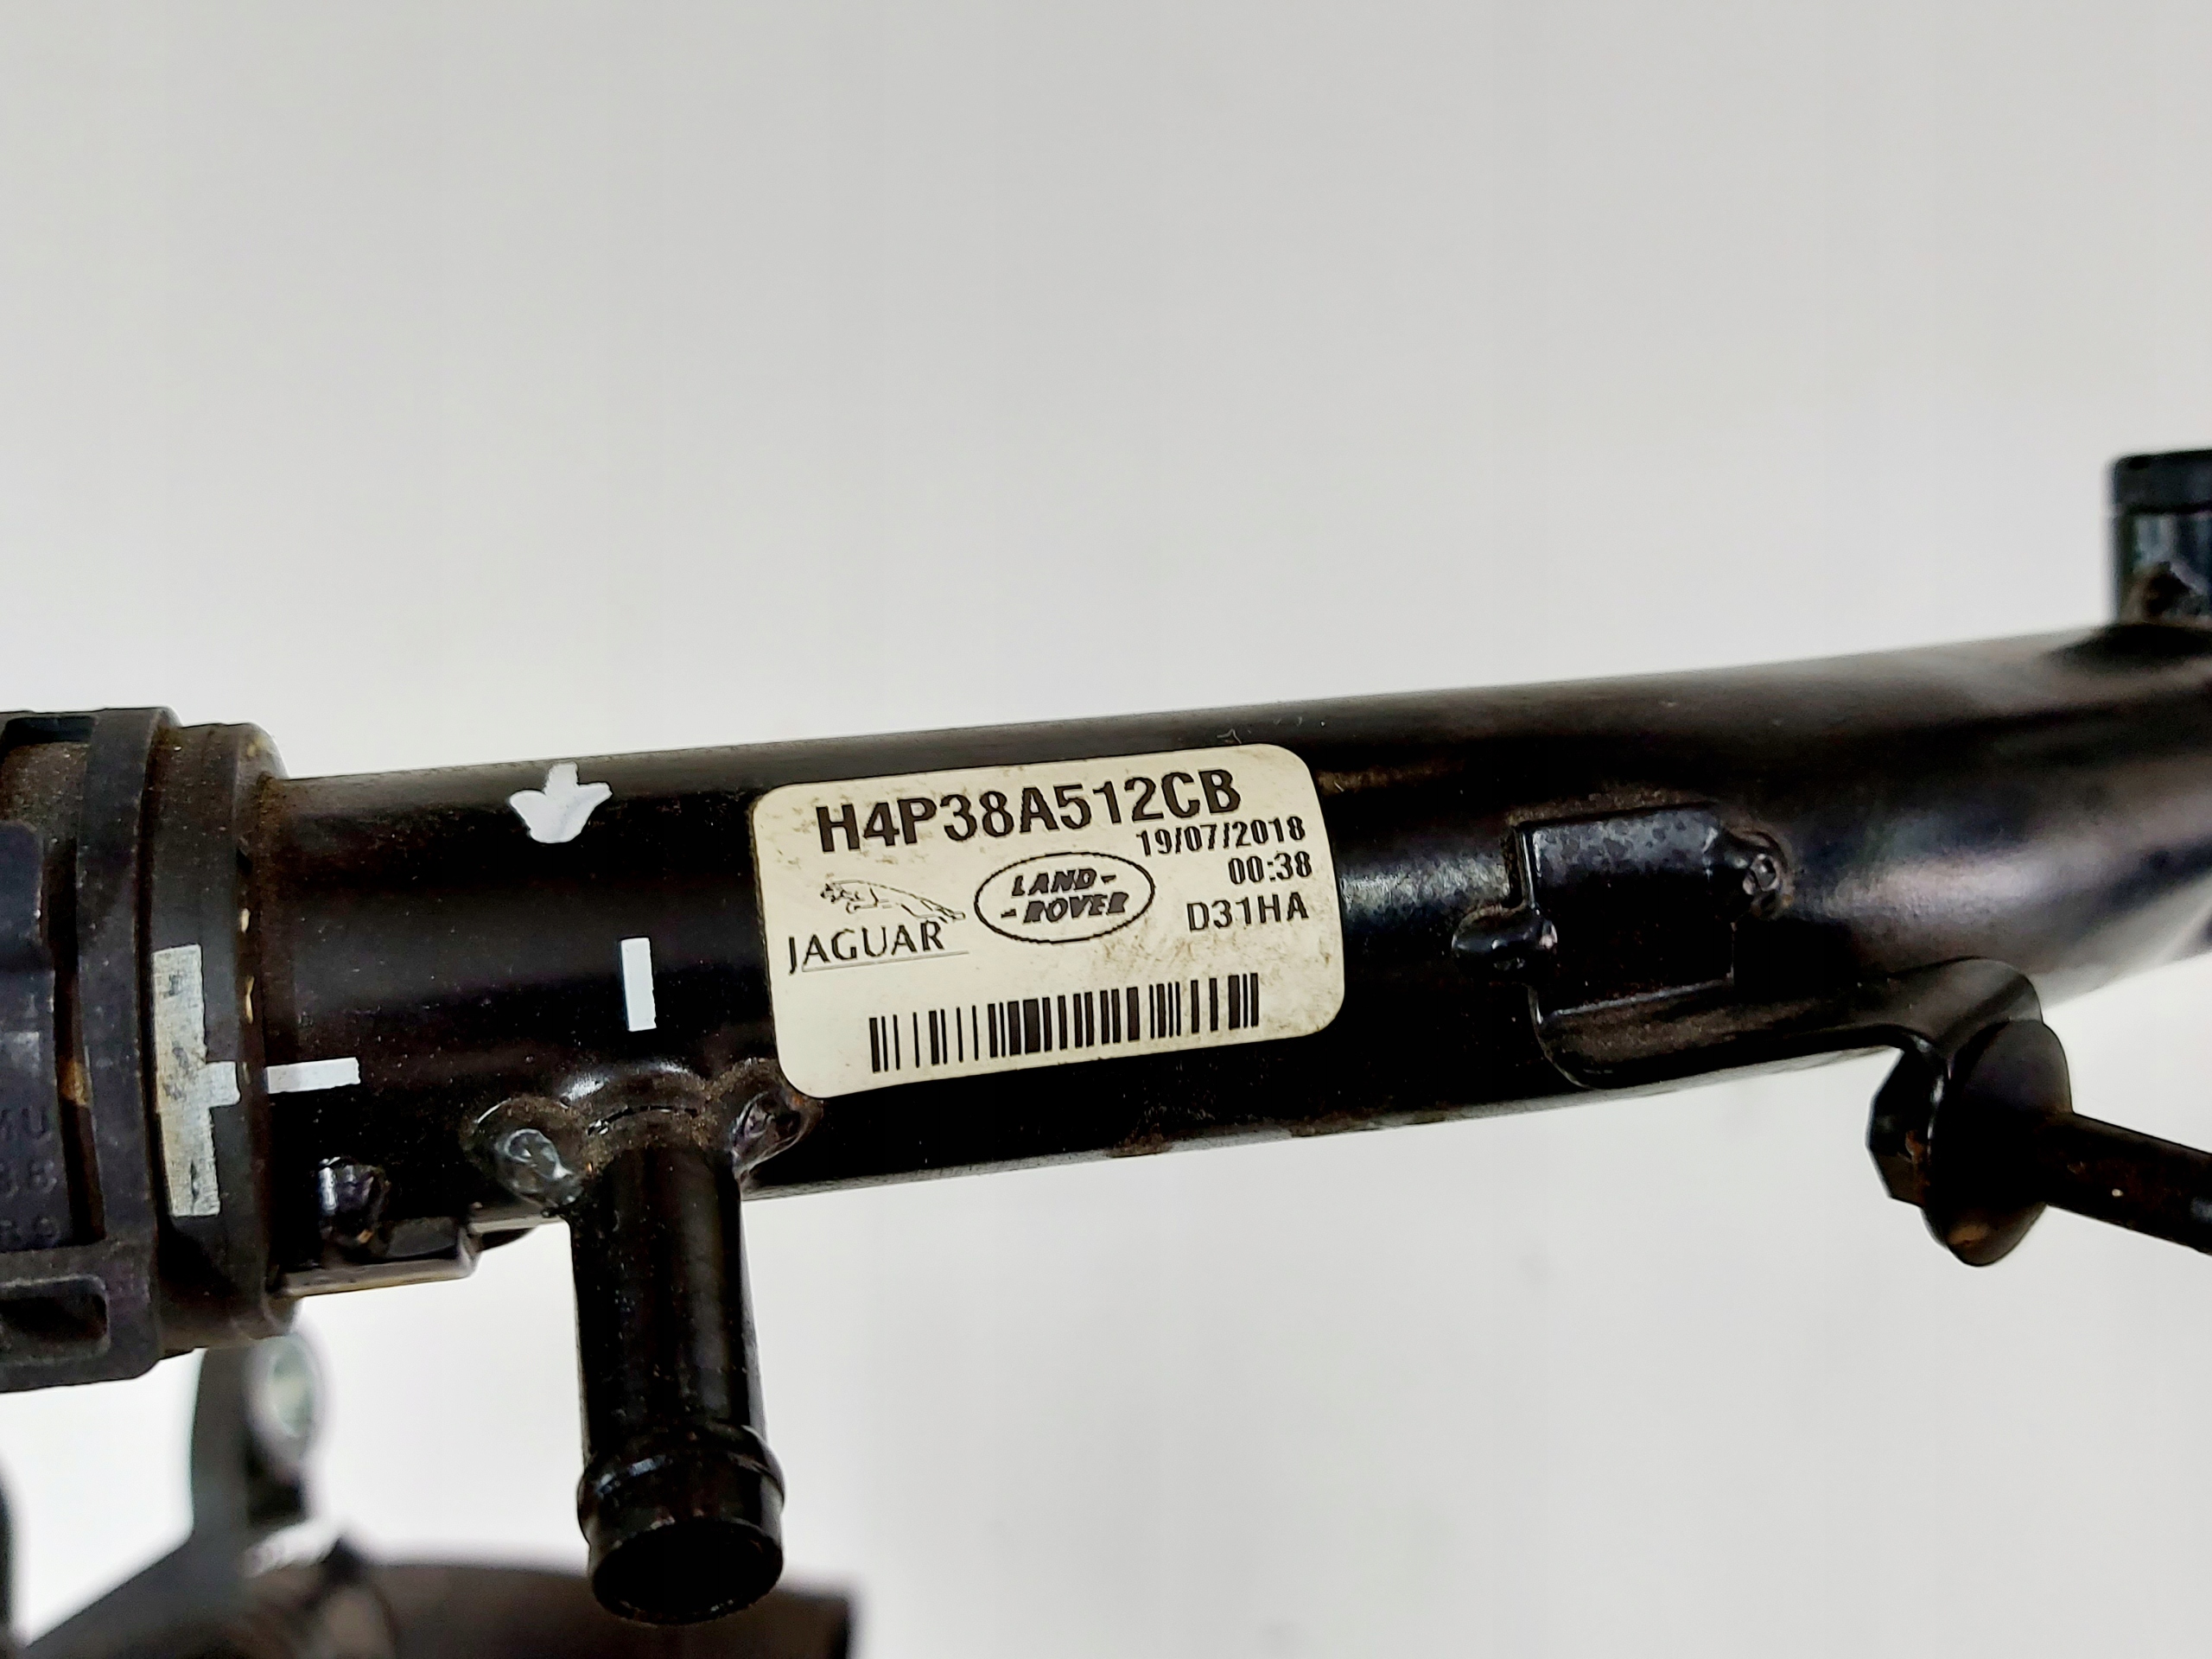 H4P38A512CB
19/07/2018
00:38
D31HA
JAGUAR
LAND-
-ROVER